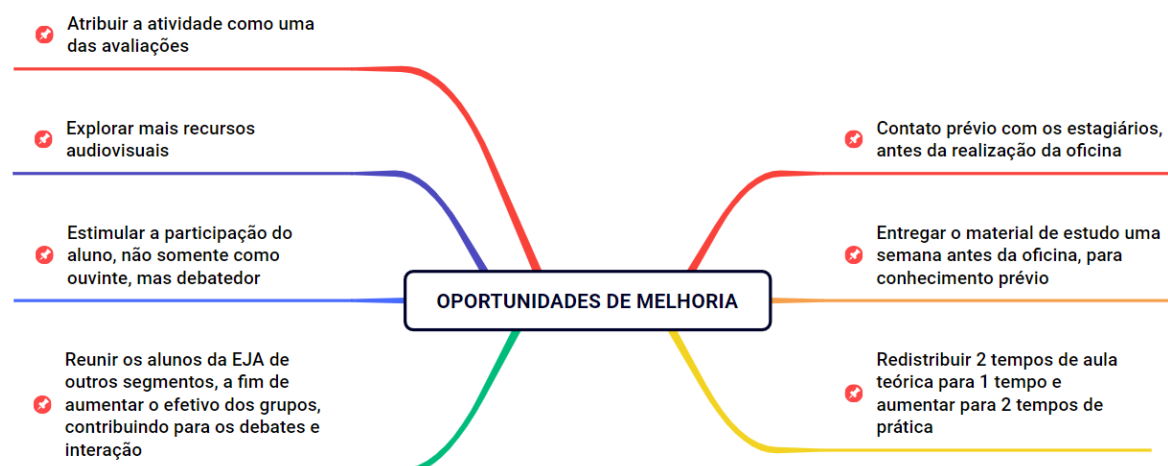 Atribuir a atividade como uma
das avaliações
Explorar mais recursos
audiovisuais
Estimular a participação do
aluno, não somente como
ouvinte, mas debatedor
Reunir os alunos da EJA de
outros segmentos, a fim de
aumentar o efetivo dos grupos,
contribuindo para os debates e
interação
OPORTUNIDADES DE MELHORIA
Contato prévio com os estagiários,
antes da realização da oficina
Entregar o material de estudo uma
semana antes da oficina, para
conhecimento prévio
Redistribuir 2 tempos de aula
teórica para 1 tempo e
aumentar para 2 tempos de
prática